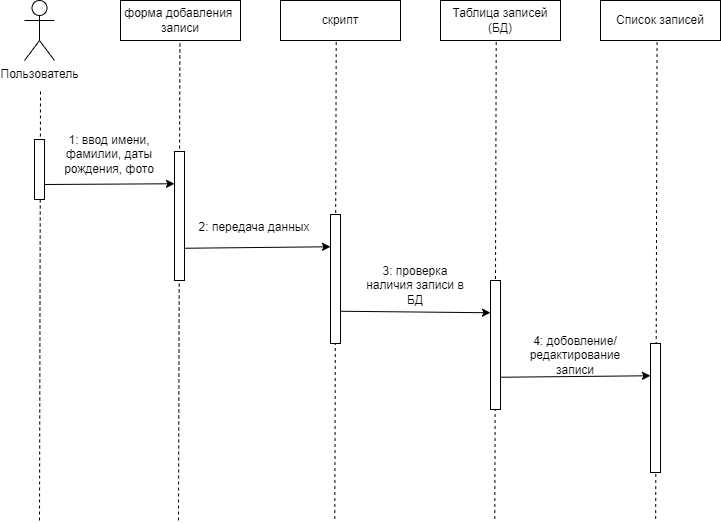 Пользователь
форма добавления
записи
скрипт
Таблица записей
(БД)
Список записей
1: ввод имени,
фамилии, даты
рождения, фото
2: передача данных
3: проверка
наличия записи в
БД
4: добовление/
редактирование
записи